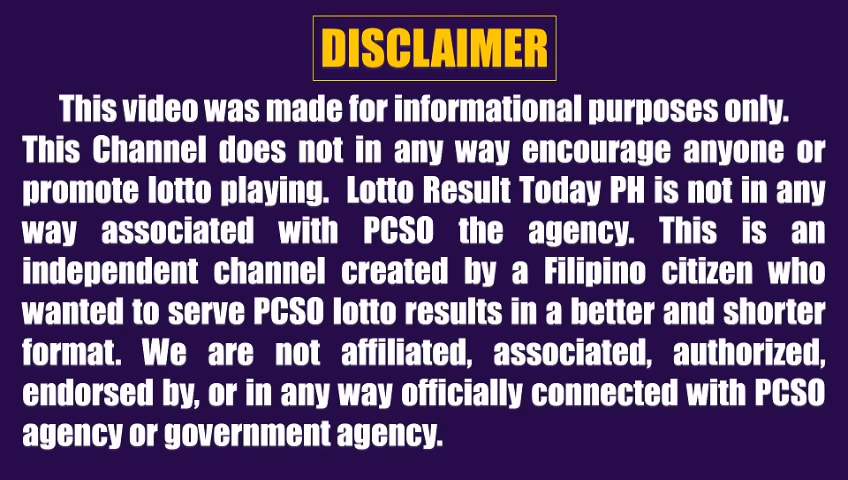 DISCLAIMER
This video was made for informational purposes only.
This Channel does not in any way encourage anyone or
promote lotto playing. Lotto Result Today PH is not in any
way associated with PCSO the agency. This is an
independent channel created by a Filipino citizen who
wanted to serve PCSO lotto results in a better and shorter
format. We are not affiliated, associated, authorized,
endorsed by, or in any way officially connected with PCSO
agency or government agency.